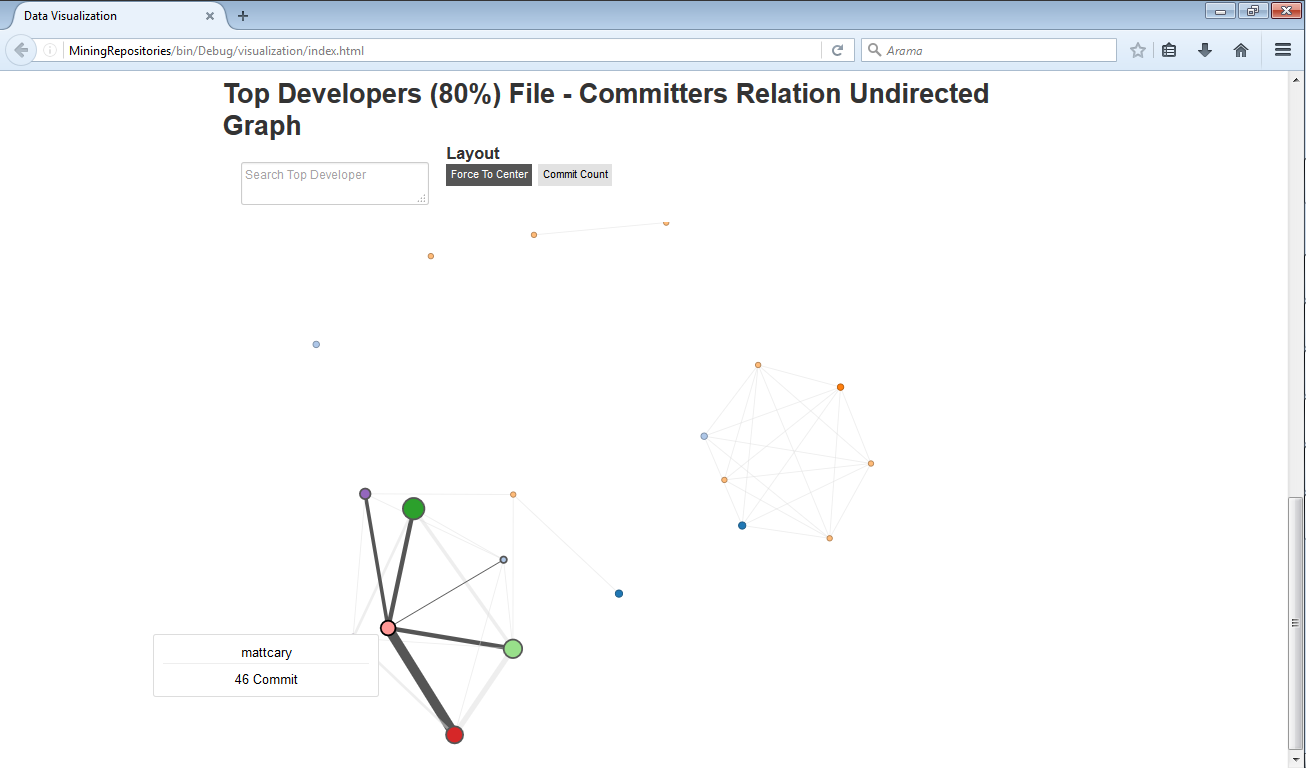 Data Visualization
MiningRepositories/bin/Debug/visualization/index.html
Arama
Top Developers (80%) File - Committers Relation Undirected
Graph
Layout
Search Top Developer
Force To Center
Commit Count
mattcary
46 Commit